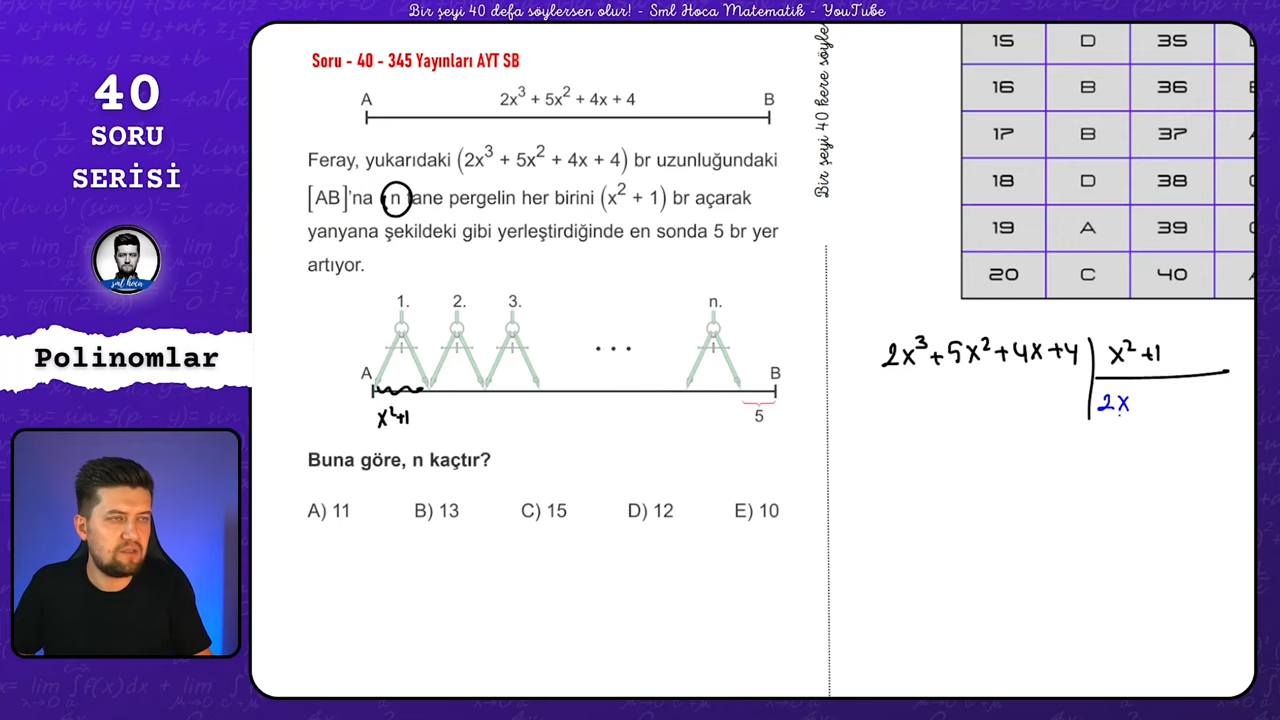 Bir şeyi 40 defa söylersen olur! - Sml Hoca Matematik - YouTube
40
SORU
SERİSİ
sml hoca
Polinomlar
Soru - 40 - 345 Yayınları AYT SB
A 2x³ + 5x² + 4x + 4 B
Feray, yukarıdaki (2x³ + 5x² + 4x + 4) br uzunluğundaki
[AB]'na n tane pergelin her birini (x² + 1) br açarak
yanyana şekildeki gibi yerleştirdiğinde en sonda 5 br yer
artıyor.
1. 2. 3. n.
...
A B
x²+1 5
Buna göre, n kaçtır?
A) 11 B) 13 C) 15 D) 12 E) 10
Bir şeyi 40 kere söyle
15 D 35
16 B 36
17 B 37
18 D 38
19 A 39
20 C 40
2x³+5x²+4x+4 x²+1
2x